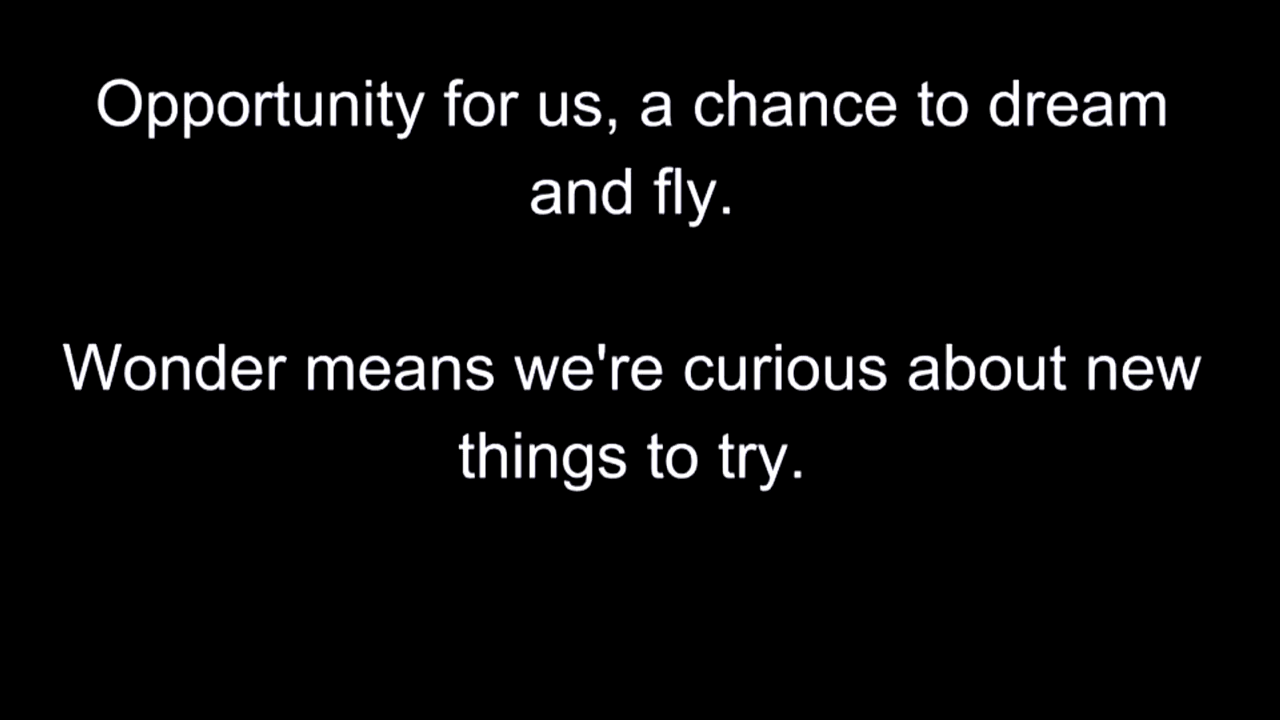 Opportunity for us, a chance to dream
and fly.
Wonder means we're curious about new
things to try.